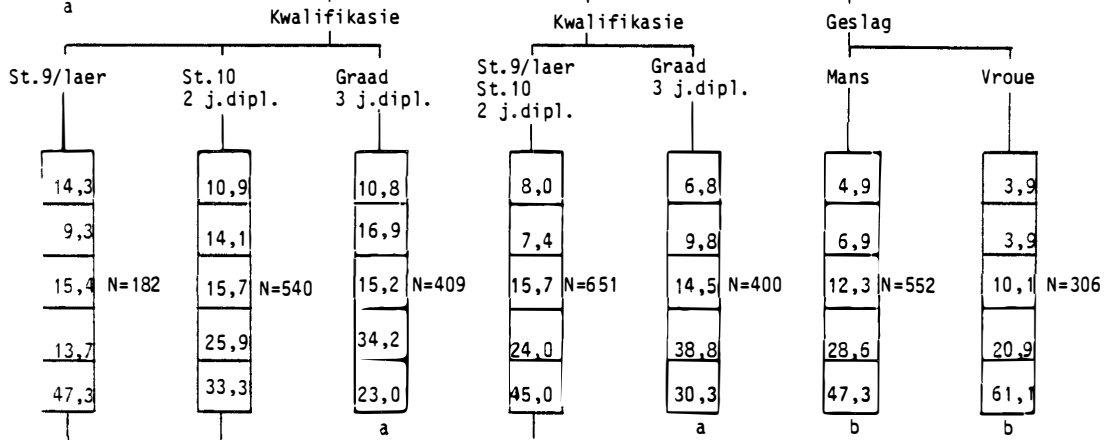 a
Kwalifikasie Kwalifikasie Geslag
St.9/laer St.10 2 j.dipl. Graad 3 j.dipl. St.9/laer St.10 2 j.dipl. Graad 3 j.dipl. Mans Vroue
14,3 10,9 10,8 8,0 6,8 4,9 3,9
9,3 14,1 16,9 7,4 9,8 6,9 3,9
15,4 N=182 15,7 N=540 15,2 N=409 15,7 N=651 14,5 N=400 12,3 N=552 10,1 N=306
13,7 25,9 34,2 24,0 38,8 28,6 20,9
47,3 33,3 23,0 45,0 30,3 47,3 61,1
a a b b